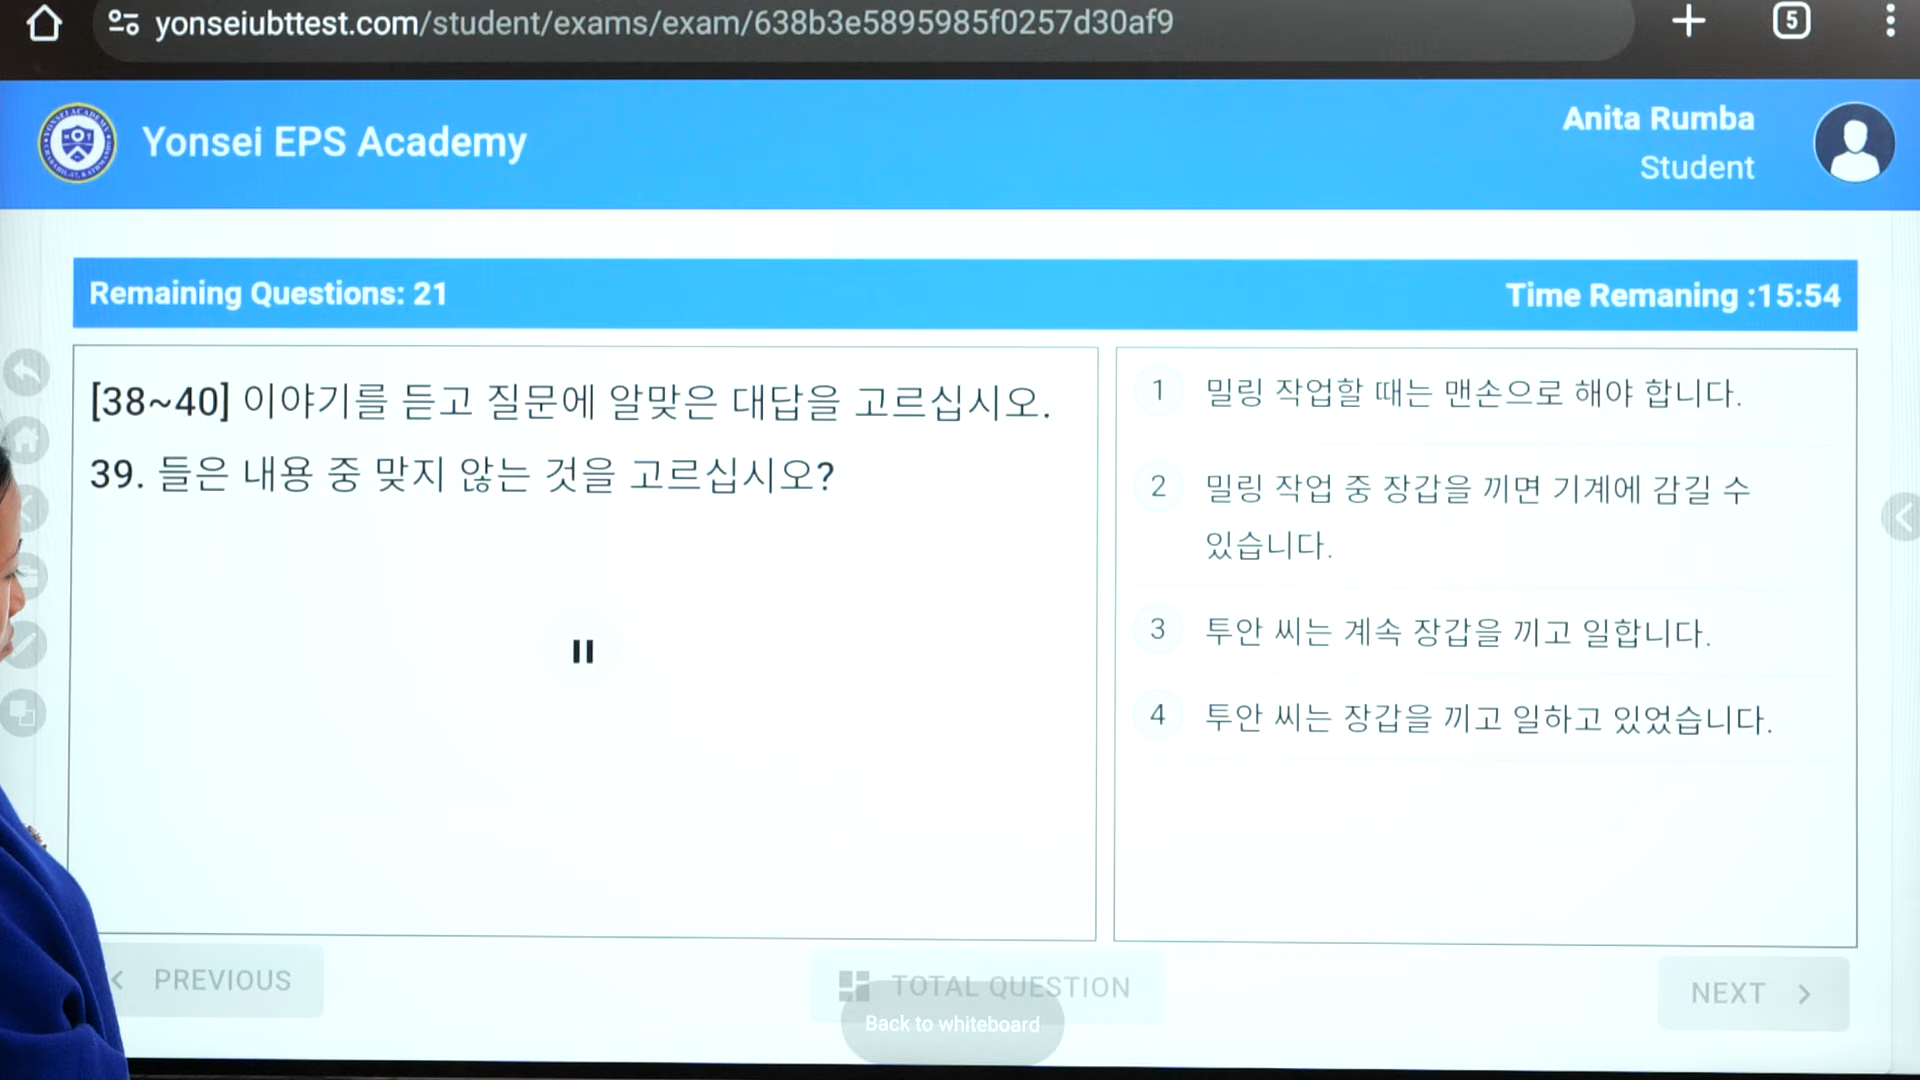 yonseiubttest.com/student/exams/exam/638b3e5895985f0257d30af9
5
Yonsei EPS Academy
Anita Rumba
Student
Remaining Questions: 21
Time Remaning :15:54
[38~40] 이야기를 듣고 질문에 알맞은 대답을 고르십시오.
39. 들은 내용 중 맞지 않는 것을 고르십시오?
1 밀링 작업할 때는 맨손으로 해야 합니다.
2 밀링 작업 중 장갑을 끼면 기계에 감길 수
있습니다.
3 투안 씨는 계속 장갑을 끼고 일합니다.
4 투안 씨는 장갑을 끼고 일하고 있었습니다.
PREVIOUS
TOTAL QUESTION
NEXT
Back to whiteboard